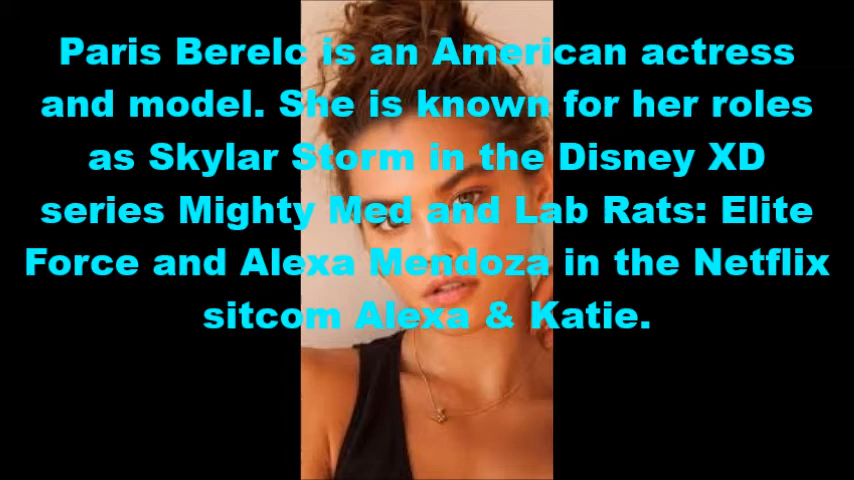 Paris Berelc is an American actress
and model. She is known for her roles
as Skylar Storm in the Disney XD
series Mighty Med and Lab Rats: Elite
Force and Alexa Mendoza in the Netflix
sitcom Alexa & Katie.